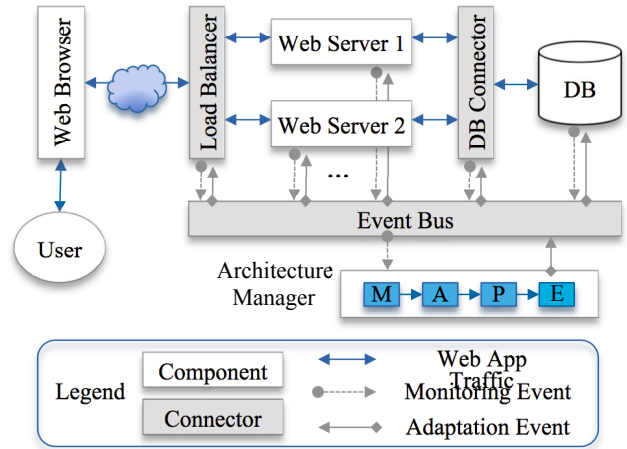 Web Browser
Load Balancer
Web Server 1
Web Server 2
...
DB Connector
DB
User
Event Bus
Architecture
Manager
M
A
P
E
Legend
Component
Connector
Web App
Traffic
Monitoring Event
Adaptation Event